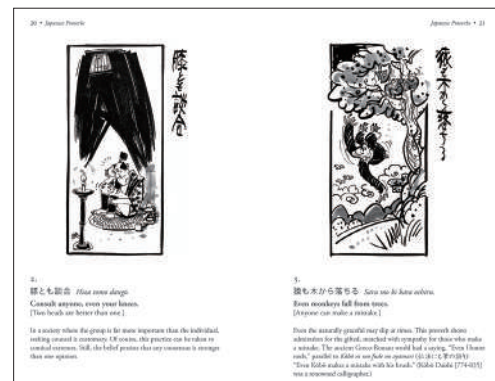 20 • Japanese Proverbs
膝とも談合
2.
膝とも談合 Hiza tomo dangō.
Consult anyone, even your knees.
[Two heads are better than one.]
In a society where the group is far more important than the individual,
seeking counsel is customary. Of course, this practice can be taken to
comical extremes. Still, the belief persists that any consensus is stronger
than one opinion.
Japanese Proverbs • 21
猿も木から落ちる
3.
猿も木から落ちる Saru mo ki kara ochiru.
Even monkeys fall from trees.
[Anyone can make a mistake.]
Even the naturally graceful may slip at times. This proverb shows
admiration for the gifted, matched with sympathy for those who make
a mistake. The ancient Greco-Roman world had a saying, "Even Homer
nods," parallel to Kōbō ni mo fude no ayamari
"Even Kōbō makes a mistake with his brush." (Kōbō Daishi [774–835]
was a renowned calligrapher.)